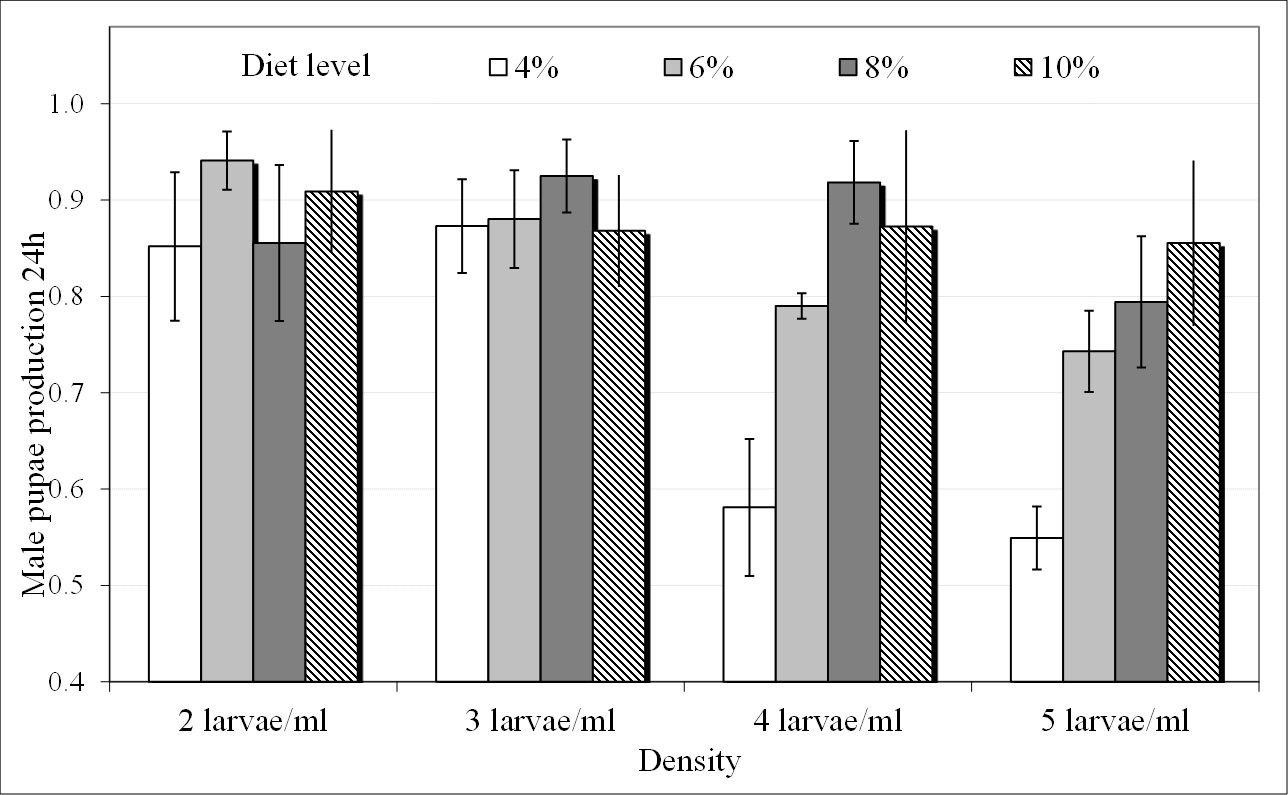 Diet level 4% 6% 8% 10%
1.0
0.9
0.8
0.7
0.6
0.5
0.4
Male pupae production 24h
2 larvae/ml 3 larvae/ml 4 larvae/ml 5 larvae/ml
Density